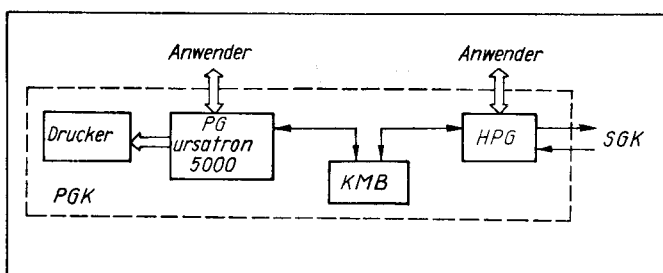 Anwender
Anwender
Drucker
PG
ursatron
5000
HPG
SGK
KMB
PGK